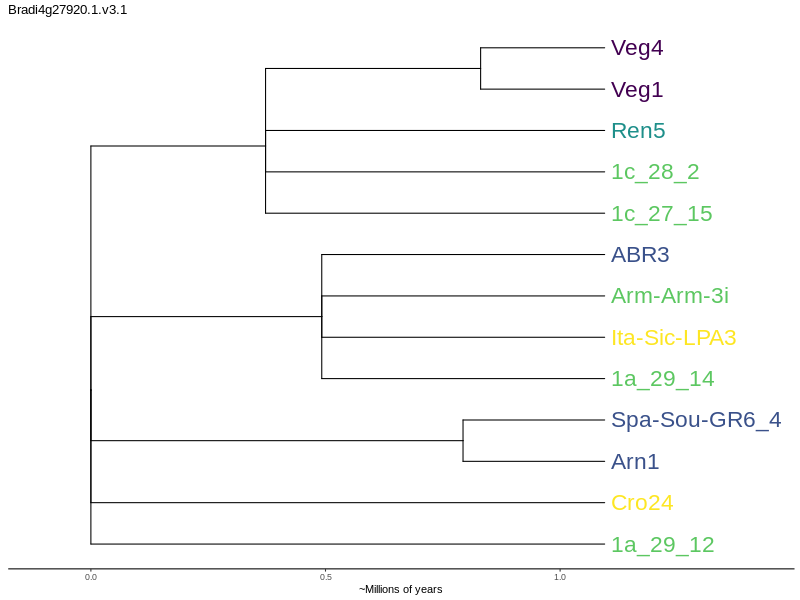 Bradi4g27920.1.v3.1
Veg4
Veg1
Ren5
1c_28_2
1c_27_15
ABR3
Arm-Arm-3i
Ita-Sic-LPA3
1a_29_14
Spa-Sou-GR6_4
Arn1
Cro24
1a_29_12
0.0 0.5 1.0
~Millions of years